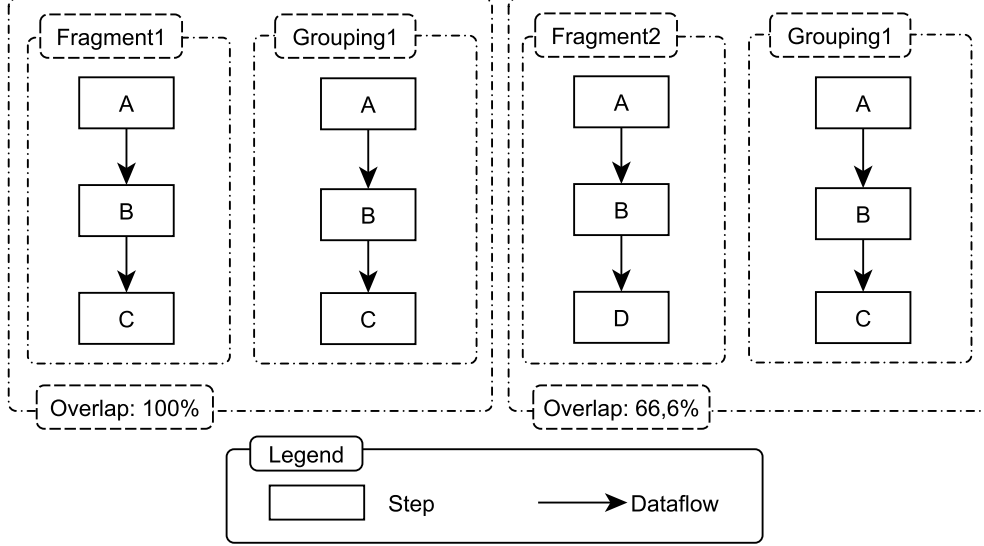 Fragment1
Grouping1
Fragment2
Grouping1
A
A
A
A
B
B
B
B
C
C
D
C
Overlap: 100%
Overlap: 66,6%
Legend
Step
Dataflow